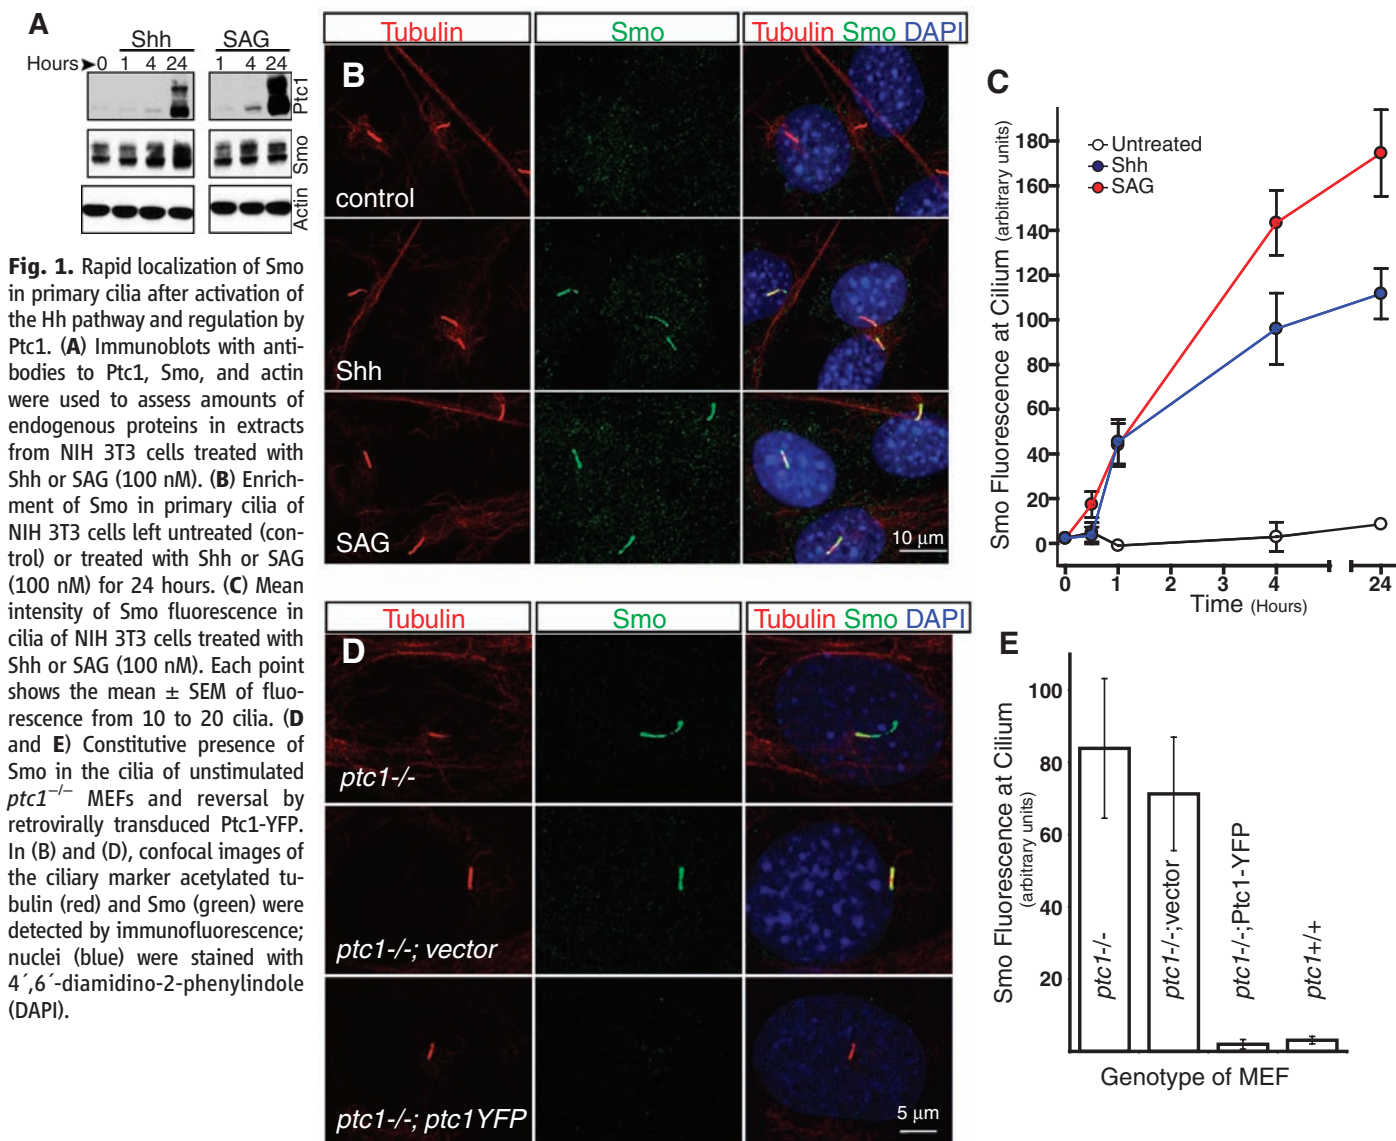 A
Shh SAG
Hours 0 1 4 24 1 4 24
Ptc1
Smo
Actin
Fig. 1. Rapid localization of Smo
in primary cilia after activation of
the Hh pathway and regulation by
Ptc1. (A) Immunoblots with anti-
bodies to Ptc1, Smo, and actin
were used to assess amounts of
endogenous proteins in extracts
from NIH 3T3 cells treated with
Shh or SAG (100 nM). (B) Enrich-
ment of Smo in primary cilia of
NIH 3T3 cells left untreated (con-
trol) or treated with Shh or SAG
(100 nM) for 24 hours. (C) Mean
intensity of Smo fluorescence in
cilia of NIH 3T3 cells treated with
Shh or SAG (100 nM). Each point
shows the mean ± SEM of fluo-
rescence from 10 to 20 cilia. (D
and E) Constitutive presence of
Smo in the cilia of unstimulated
ptc1−/− MEFs and reversal by
retrovirally transduced Ptc1-YFP.
In (B) and (D), confocal images of
the ciliary marker acetylated tu-
bulin (red) and Smo (green) were
detected by immunofluorescence;
nuclei (blue) were stained with
4´,6´-diamidino-2-phenylindole
(DAPI).
Tubulin Smo Tubulin Smo DAPI
B
control
Shh
SAG
10 µm
Tubulin Smo Tubulin Smo DAPI
D
ptc1-/-
ptc1-/-; vector
ptc1-/-; ptc1YFP
5 µm
C
Smo Fluorescence at Cilium (arbitrary units)
180
160
140
120
100
80
60
40
20
0
Untreated
Shh
SAG
0 1 2 3 4 24
Time (Hours)
E
Smo Fluorescence at Cilium
(arbitrary units)
100
80
60
40
20
ptc1-/-
ptc1-/-;vector
ptc1-/-;Ptc1-YFP
ptc1+/+
Genotype of MEF